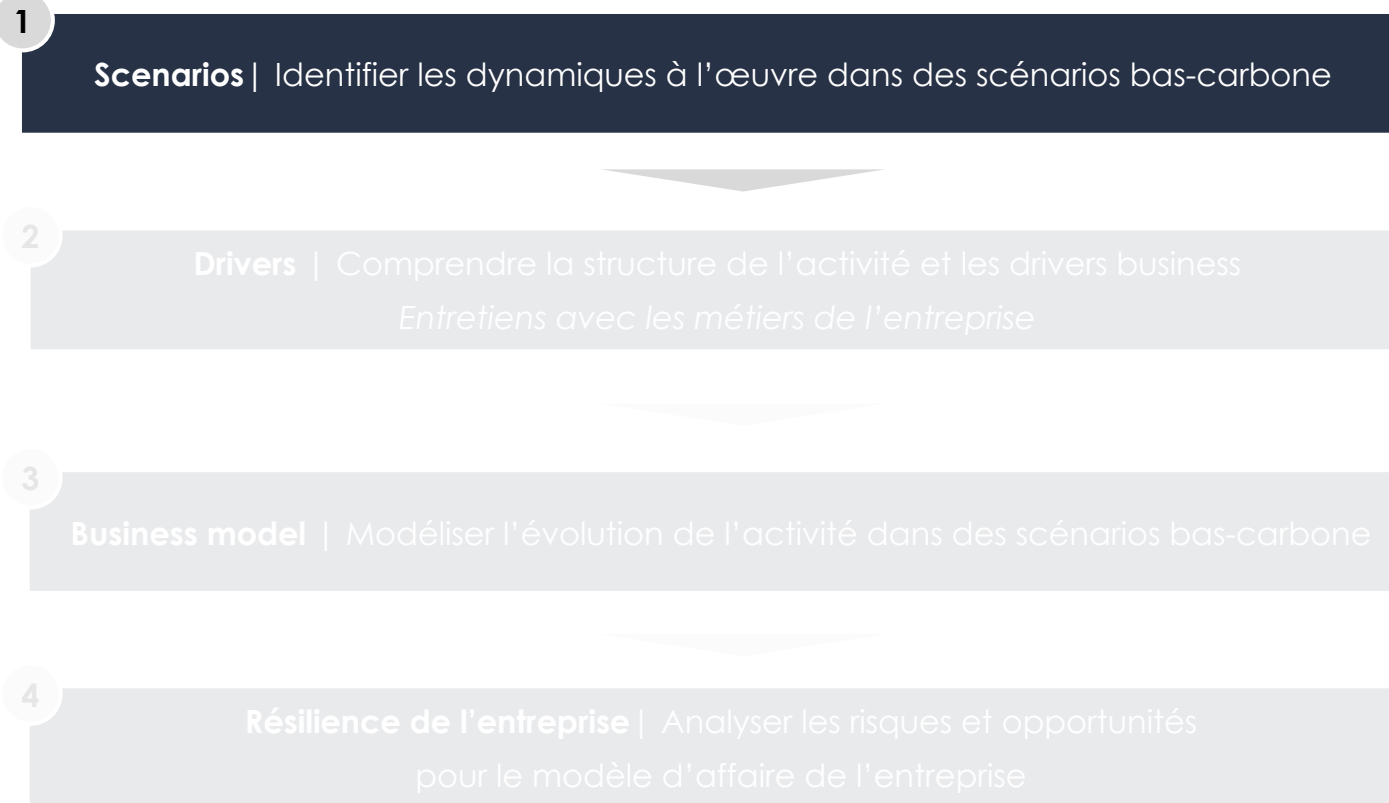 1
Scenarios| Identifier les dynamiques à l’œuvre dans des scénarios bas-carbone
2
Drivers | Comprendre la structure de l’activité et les drivers business
Entretiens avec les métiers de l’entreprise
3
Business model | Modéliser l’évolution de l’activité dans des scénarios bas-carbone
4
Résilience de l’entreprise| Analyser les risques et opportunités
pour le modèle d’affaire de l’entreprise